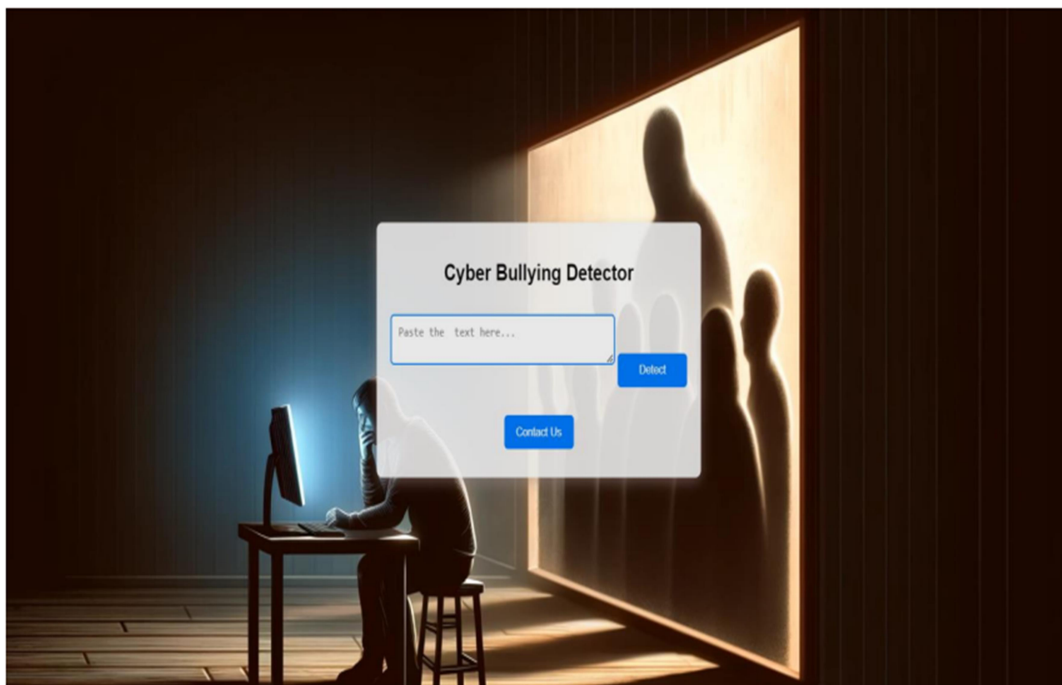 Cyber Bullying Detector
Paste the  text here...
Detect
Contact Us